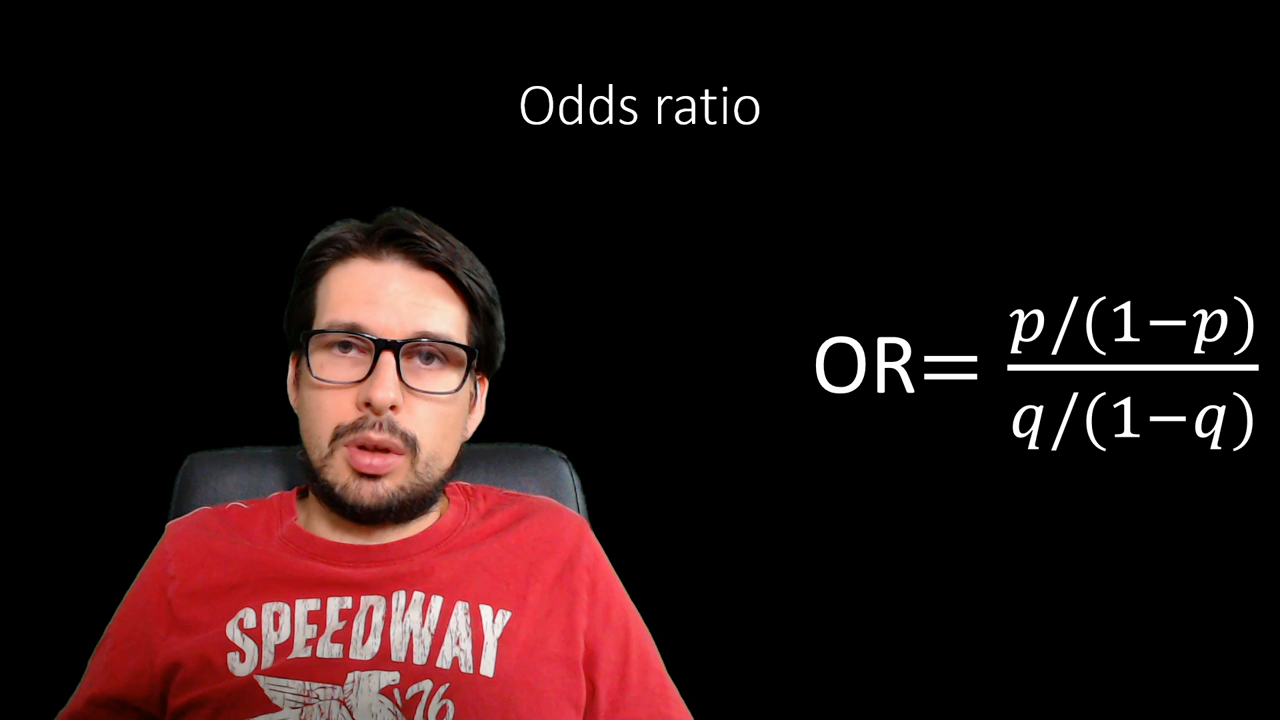 Odds ratio
OR= p/(1−p)
q/(1−q)
SPEEDWAY
'76